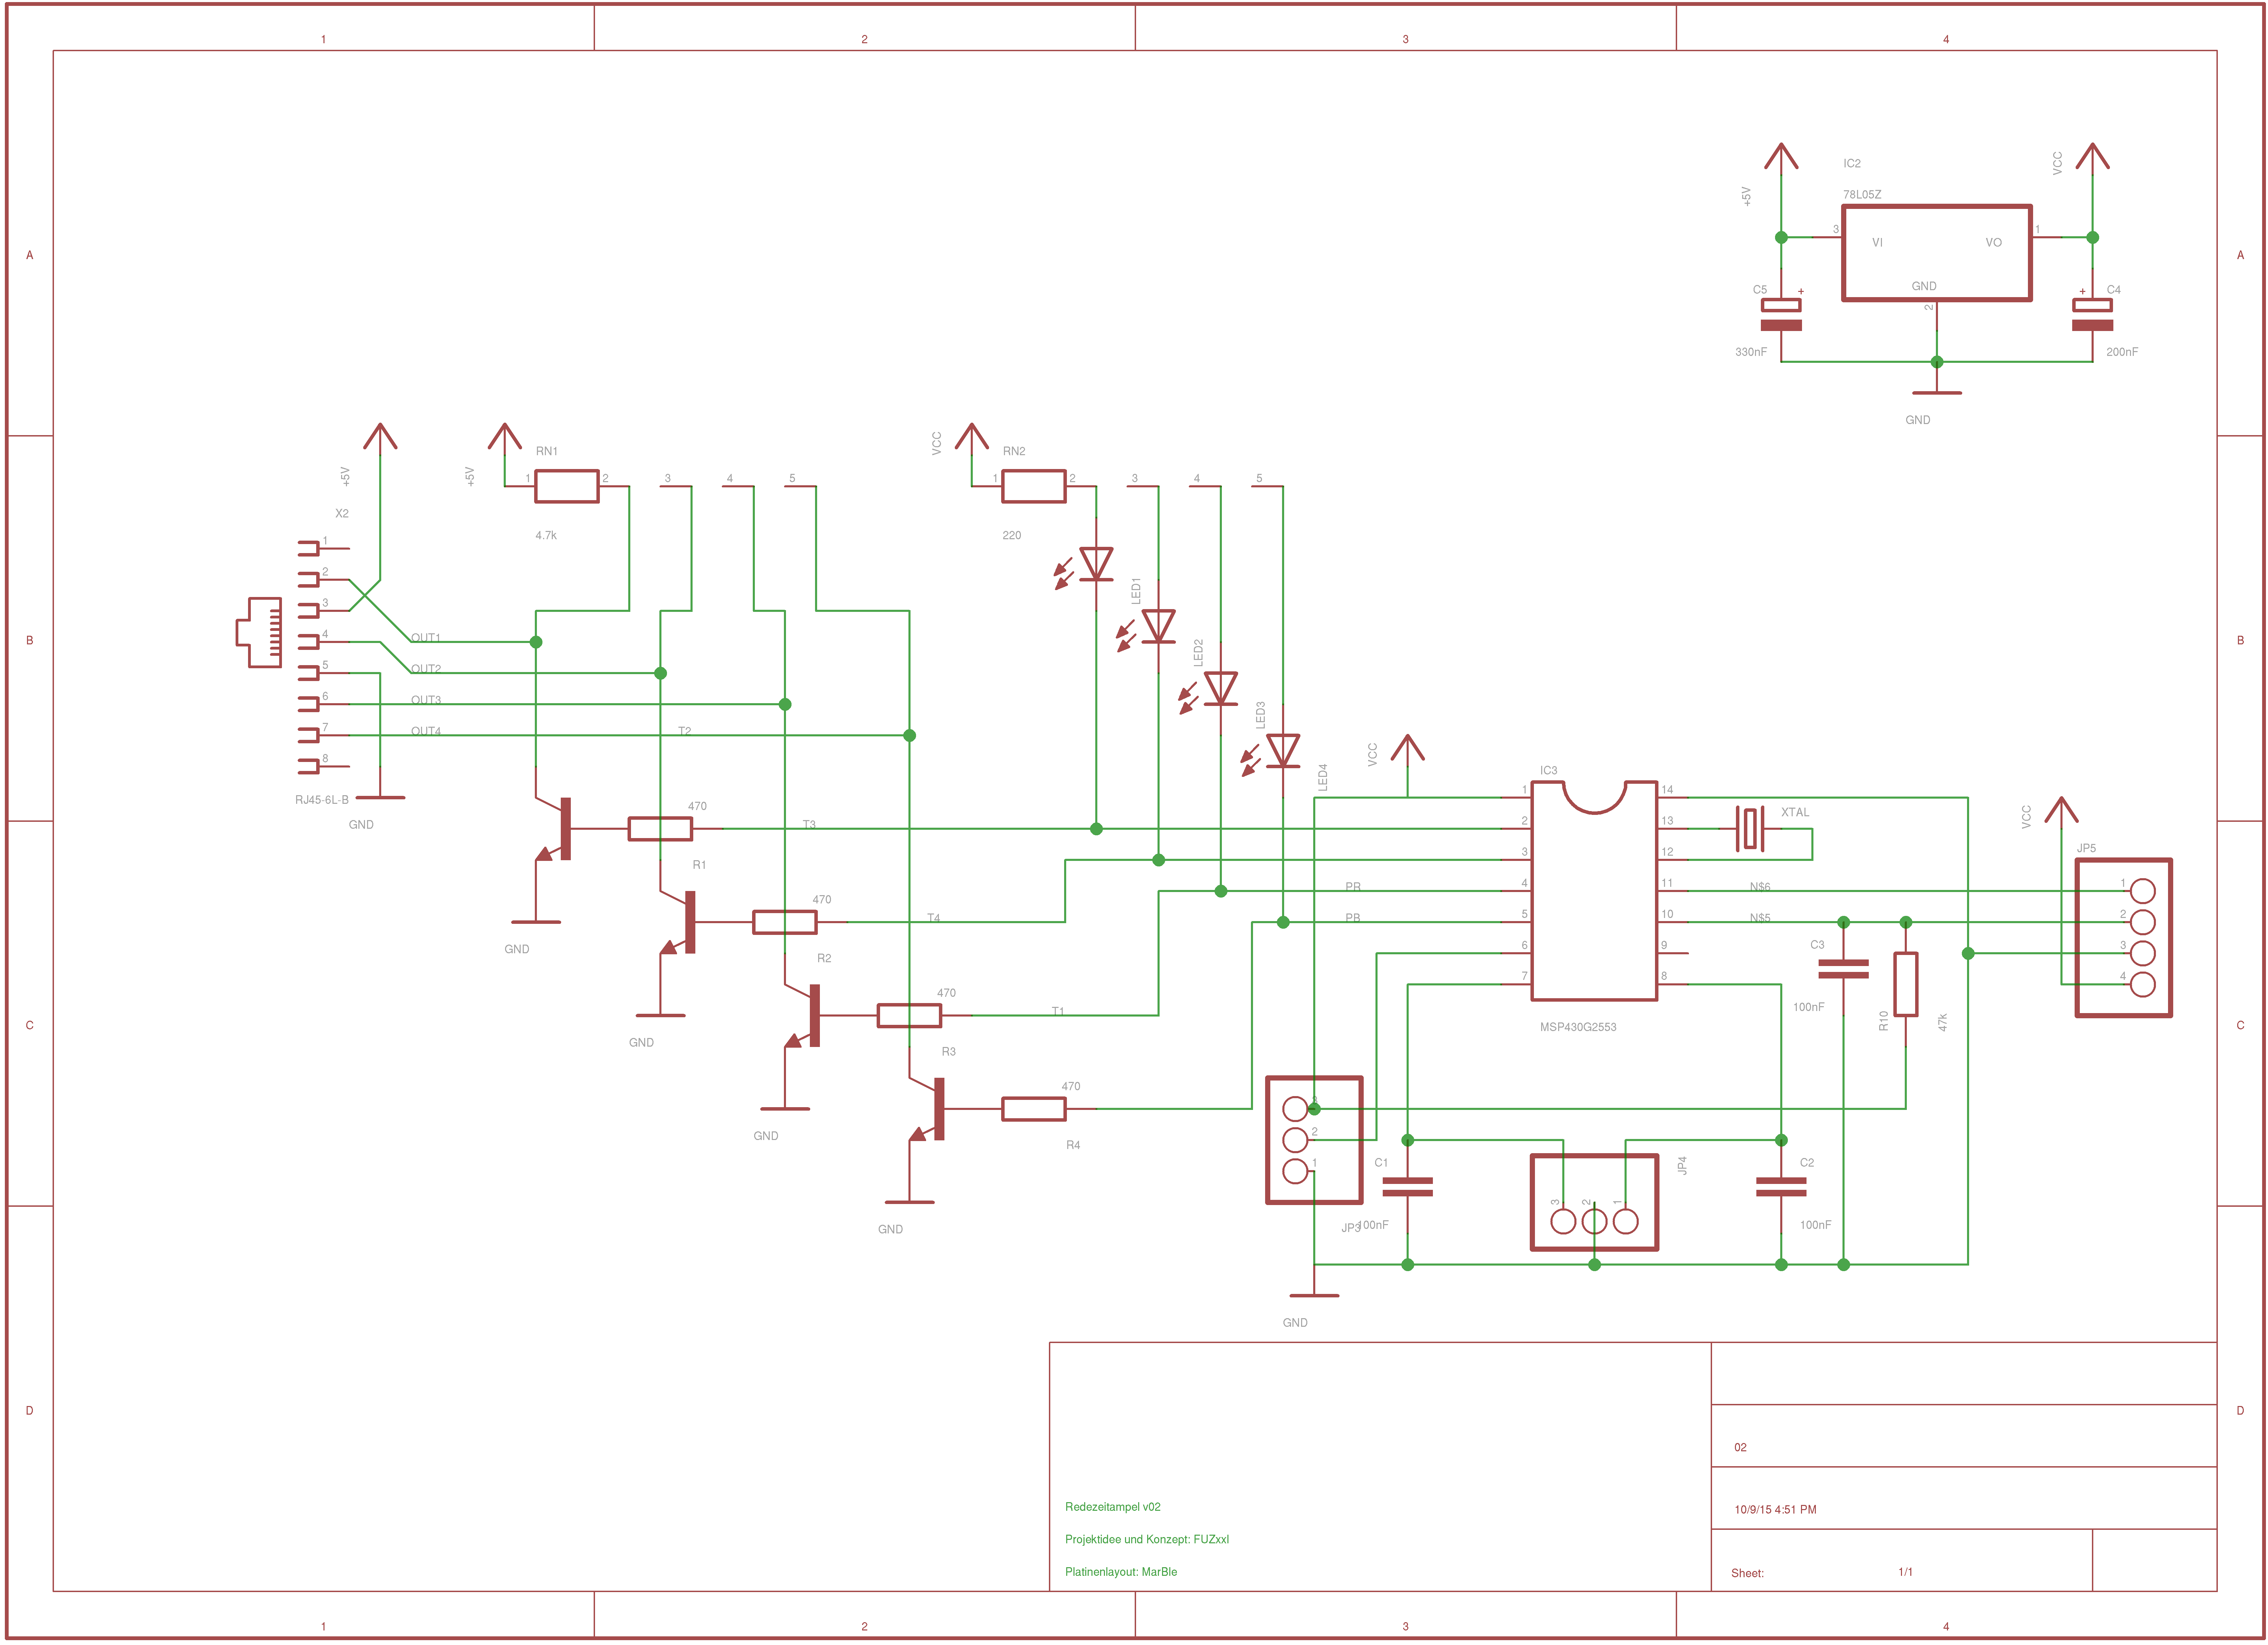 1 2 3 4
A A
+5V IC2 VCC
78L05Z
3 VI VO 1
GND
2
C5 + + C4
330nF 200nF
GND
+5V +5V RN1 VCC RN2
1 2 3 4 5 1 2 3 4 5
X2
4.7k 220
1
2
3
4 OUT1
5 OUT2
6 OUT3
7 OUT4 T2
8
LED1
LED2
LED3
LED4
B B
RJ45-6L-B
GND
VCC IC3
1 14
2 13 XTAL
3 12
PR 4 11 N$6
PB 5 10 N$5
6 9
7 8
MSP430G2553
470 T3
R1
GND
470 T4
R2
GND
470 T1
R3
GND
470
R4
GND
VCC JP5
1
2
3
4
C3
100nF
R10 47k
C C
3
2
1
JP3
C1
100nF
JP4
3 2 1
C2
100nF
GND
D D
02
Redezeitampel v02
10/9/15 4:51 PM
Projektidee und Konzept: FUZxxl
Platinenlayout: MarBle
Sheet: 1/1
1 2 3 4